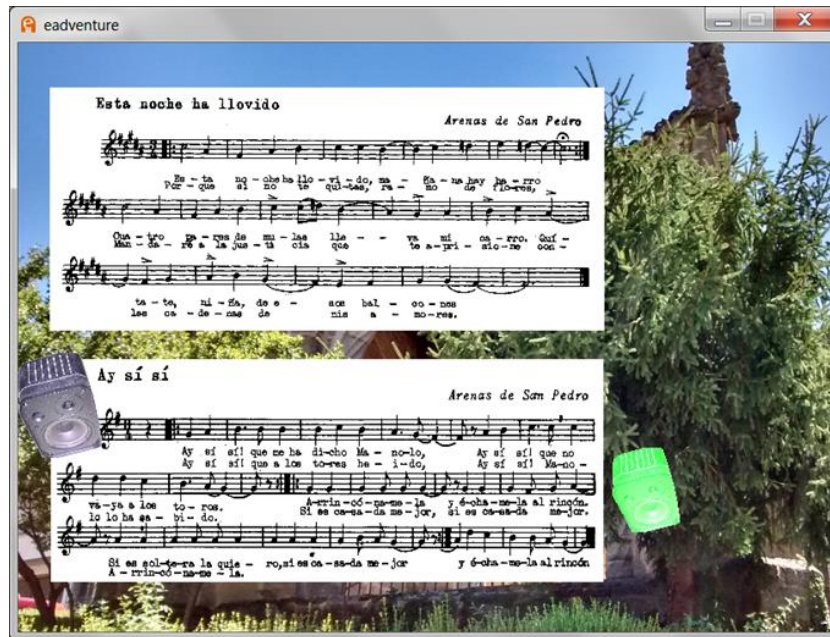 eadventure
Esta noche ha llovido
Arenas de San Pedro
Es - ta no - che ha llo - vi - do, ma - ña - na hay ba - rro
Por - que si no te qui - tas, ra - mo de flo - res,
Cua - tro pa - res de mu - las lle - - va mi ca - rro. Quí -
Man - da - ré a la jus - ti cia que te a - pri - sio - ne con -
ta - te, ni - ña, de e - sos bal - co - nes
les ca - de - nas de mis a - mo - res.
Ay sí sí
Arenas de San Pedro
Ay sí sí! que me ha di - cho Ma - no - lo, Ay sí sí! que no
Ay sí sí! que a los to - ros he i - do, Ay sí sí! Ma - no -
va - ya a los to - ros. A - rrin - có - na - me - la y é - cha - me - la al rincón.
lo lo ha sa - bi - do. Si es ca - sa - da me - jor, si es ca - sa - da me - jor.
Si es sol - te - ra la quie - ro, si es ca - sa - da me - jor y é - cha - me - la al rincón
A - rrin - có - na - me - la.